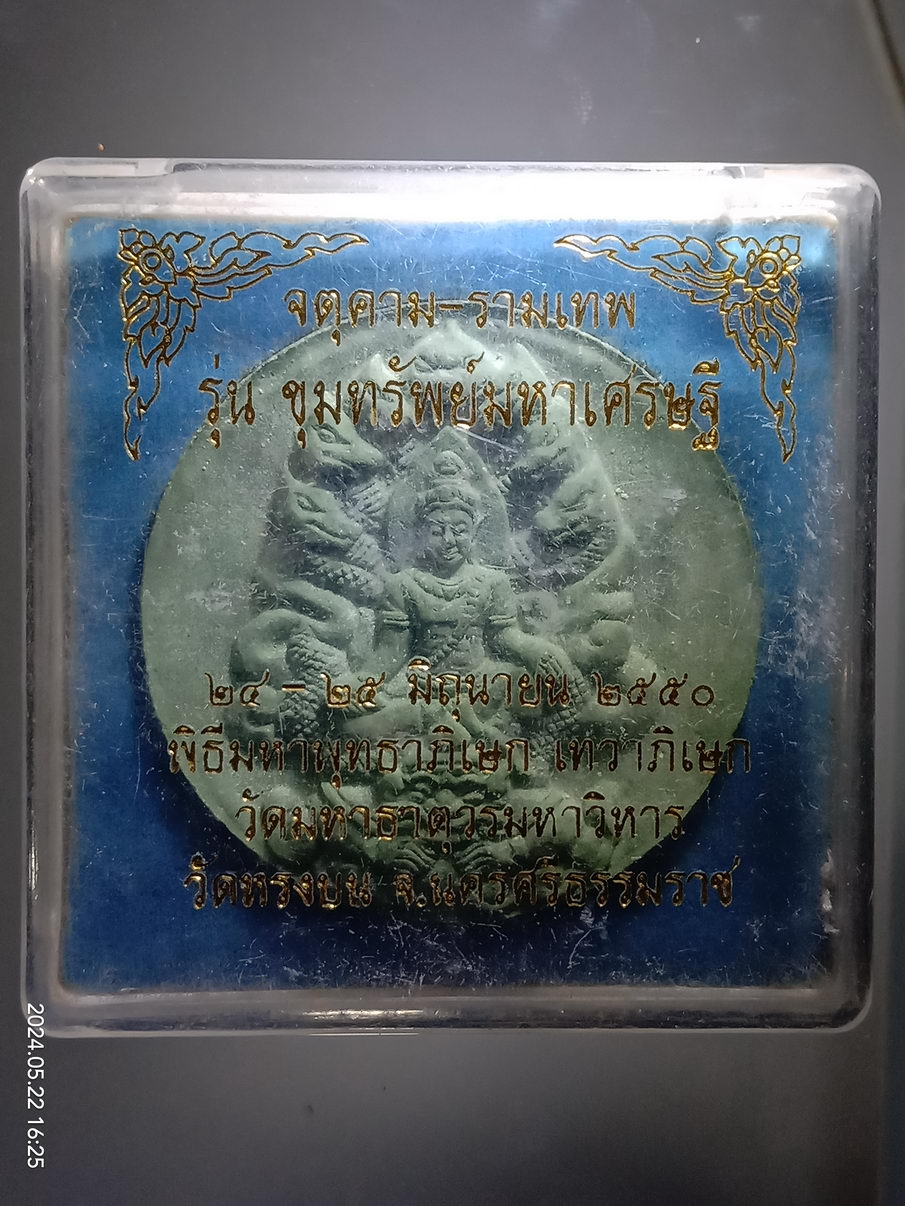 จตุคาม-รามเทพ
รุ่น ขุมทรัพย์มหาเศรษฐี
๒๔ - ๒๕ มิถุนายน ๒๕๕๐
พิธีมหาพุทธาภิเษก เทวาภิเษก
วัดมหาธาตุวรมหาวิหาร
วัดทรงบน จ.นครศรีธรรมราช
2024.05.22 16:25